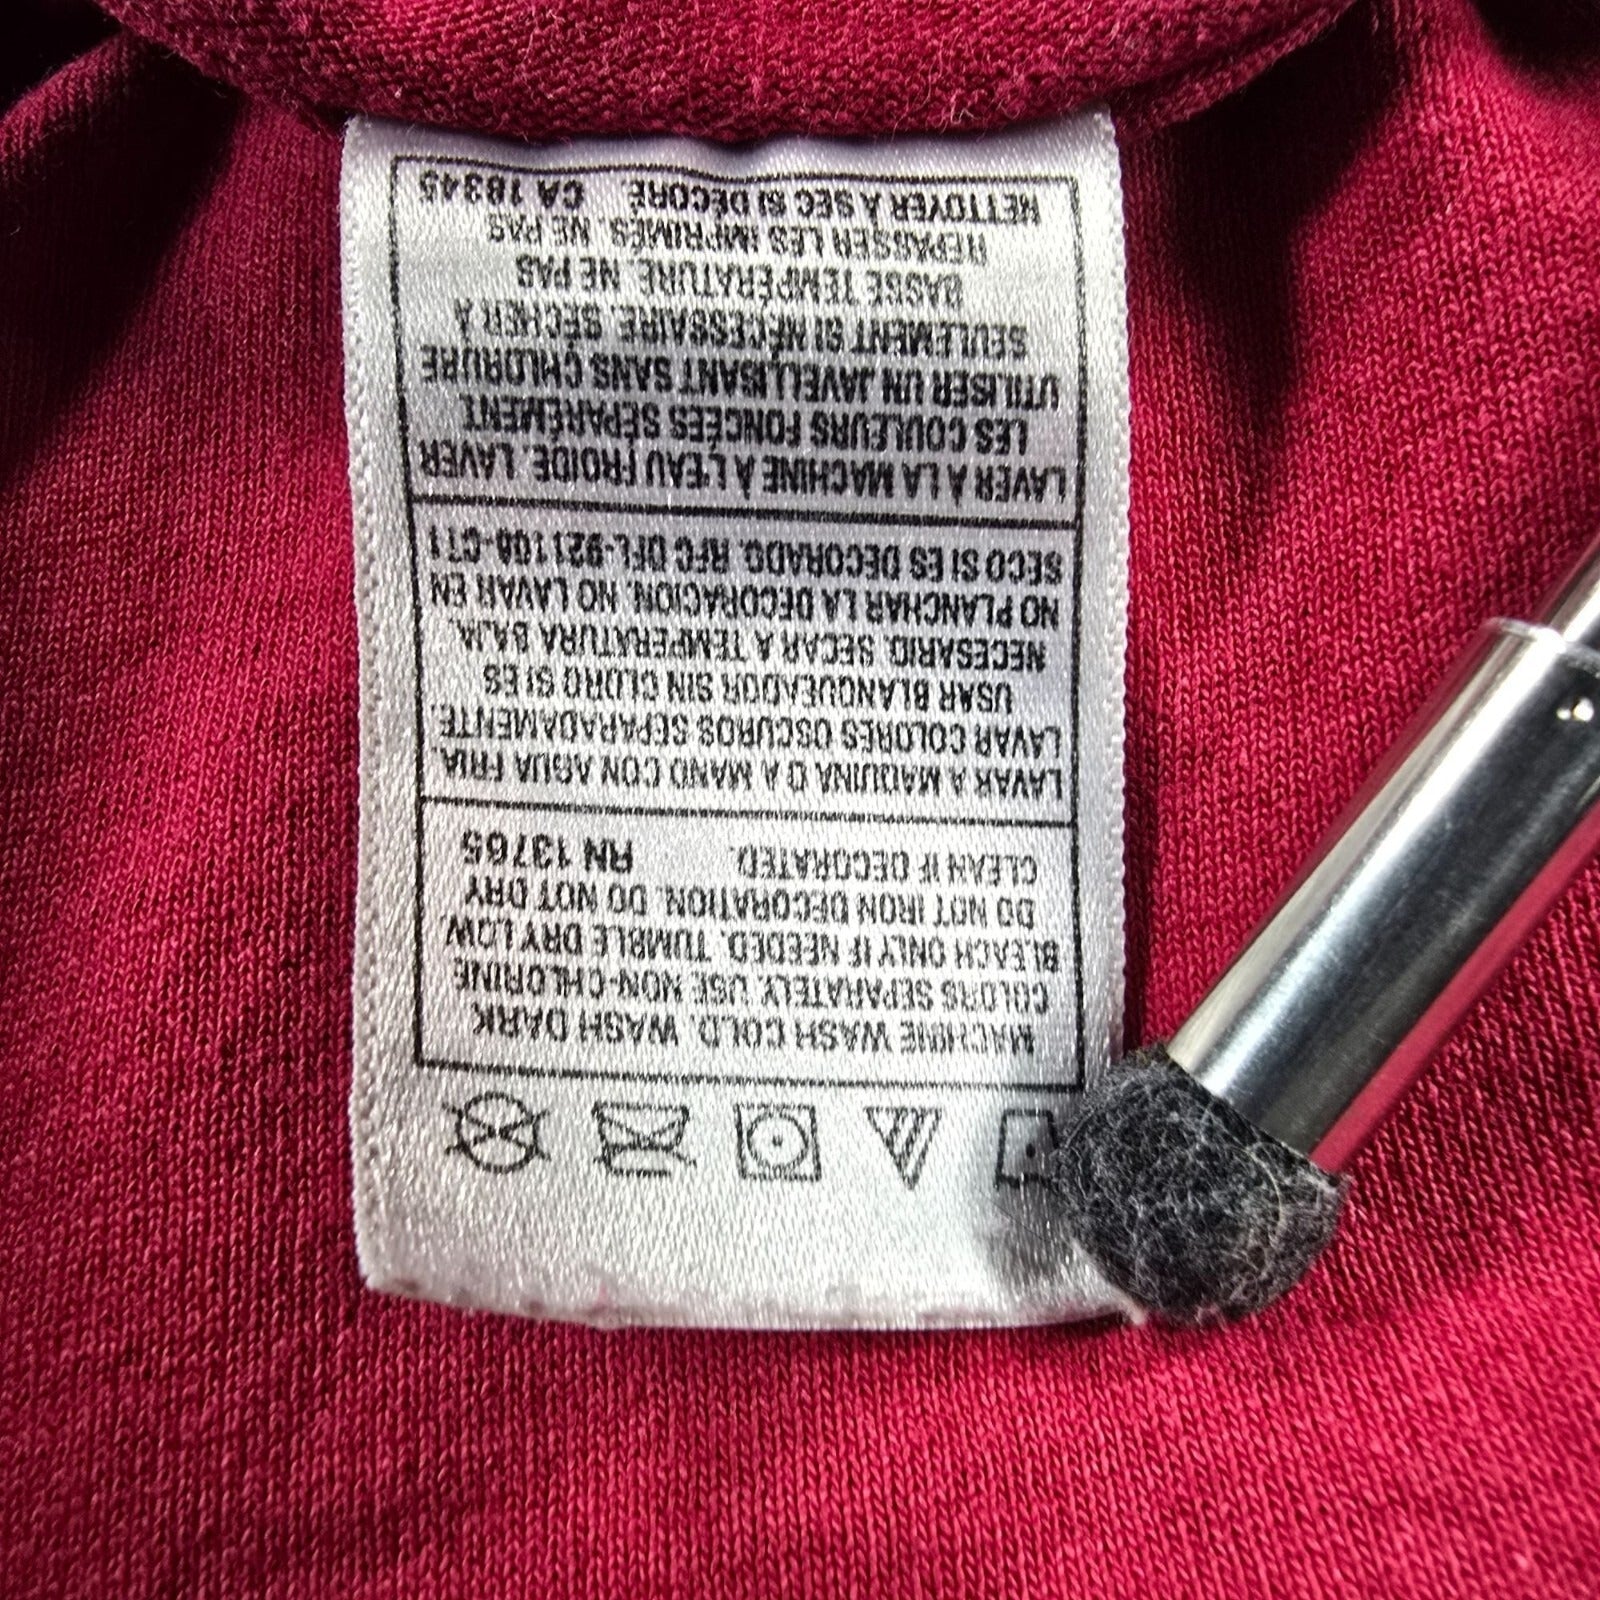 MACHINE WASH COLD. WASH DARK
COLORS SEPARATELY. USE NON-CHLORINE
BLEACH ONLY IF NEEDED. TUMBLE DRY LOW
DO NOT IRON DECORATION. DO NOT DRY
CLEAN IF DECORATED. RN 13765
LAVAR A MAQUINA O A MANO CON AGUA FRIA.
LAVAR COLORES OSCUROS SEPARADAMENTE.
USAR BLANQUEADOR SIN CLORO SI ES
NECESARIO. SECAR A TEMPERATURA BAJA.
NO PLANCHAR LA DECORACION. NO LAVAR EN
SECO SI ES DECORADO. RFC DFL-921108-CT1
LAVER À LA MACHINE À L'EAU FROIDE. LAVER
LES COULEURS FONCÉES SÉPARÉMENT
UTILISER UN JAVELLISANT SANS CHLORURE
SEULEMENT SI NÉCESSAIRE. SÉCHER À
BASSE TEMPÉRATURE. NE PAS
REPASSER LES IMPRIMÉS. NE PAS
NETTOYER À SEC SI DÉCORÉ. CA 18345